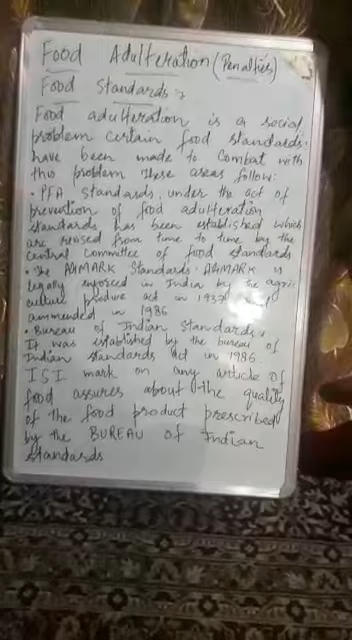 Food Adulteration (Penalties)
Food Standards :
Food adulteration is a social
problem certain food standards
have been made to combat with
this problem these areas follow:
• PFA standards, under the act of
prevention of food adulteration
standards has been established which
are revised from time to time by the
central committee of food standards
• The AGMARK Standards : AGMARK is
legally enforced in India by the agri
culture produce act in 1937 and
ammended in 1986
• Bureau of Indian Standards,
It was established by the bureau of
Indian standards act in 1986.
ISI mark on any article of
food assures about the quality
of the food product prescribed
by the BUREAU of Indian
standards